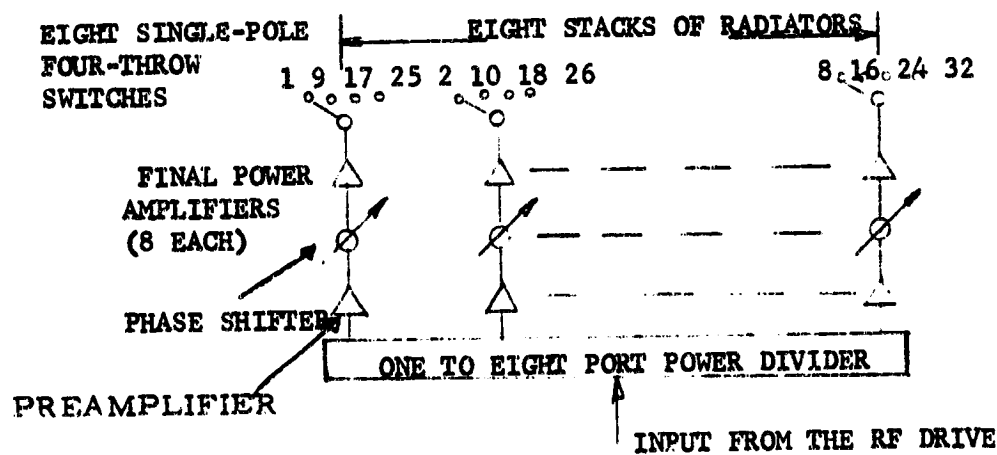 EIGHT SINGLE-POLE
FOUR-THROW
SWITCHES
EIGHT STACKS OF RADIATORS
1 9 17 25 2 10 18 26
8 16 24 32
FINAL POWER
AMPLIFIERS
(8 EACH)
PHASE SHIFTER
ONE TO EIGHT PORT POWER DIVIDER
PREAMPLIFIER
INPUT FROM THE RF DRIVE